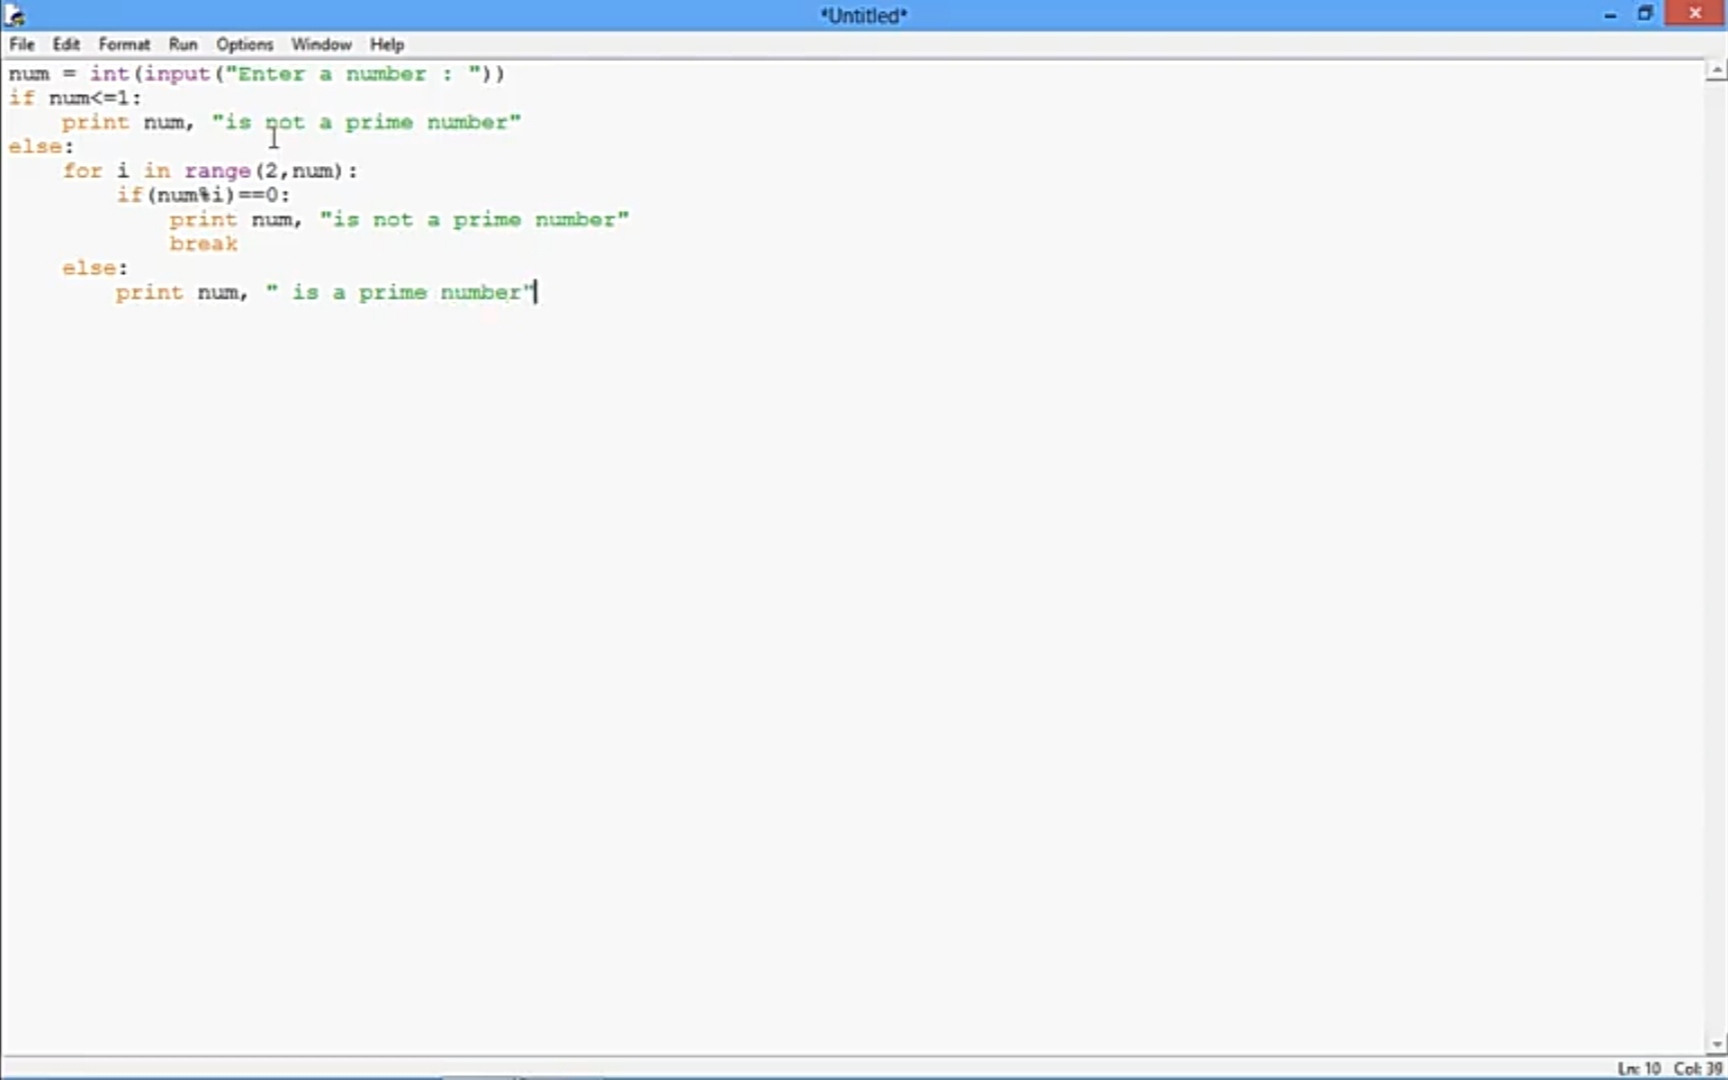 *Untitled*
File Edit Format Run Options Window Help
num = int(input("Enter a number : "))
if num<=1:
    print num, "is not a prime number"
else:
    for i in range(2,num):
        if(num%i)==0:
            print num, "is not a prime number"
            break
    else:
        print num, " is a prime number"
Ln: 10 Col: 39